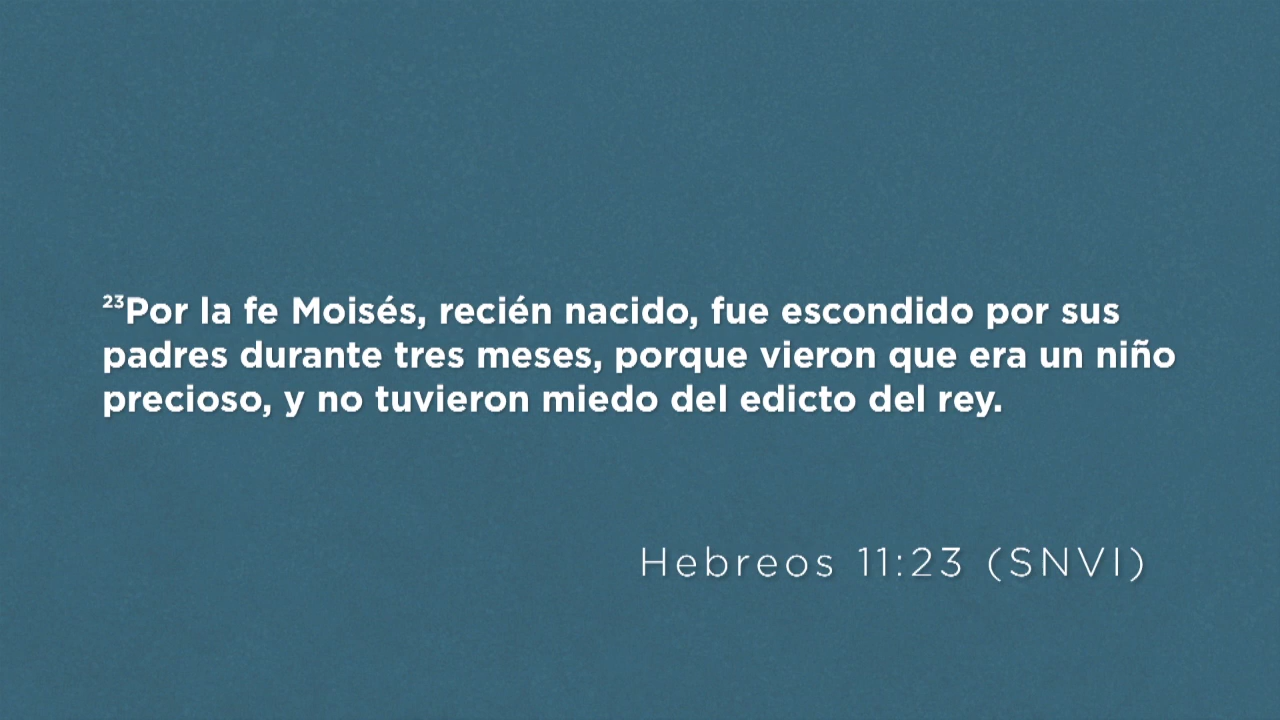 ²³Por la fe Moisés, recién nacido, fue escondido por sus
padres durante tres meses, porque vieron que era un niño
precioso, y no tuvieron miedo del edicto del rey.
Hebreos 11:23 (SNVI)